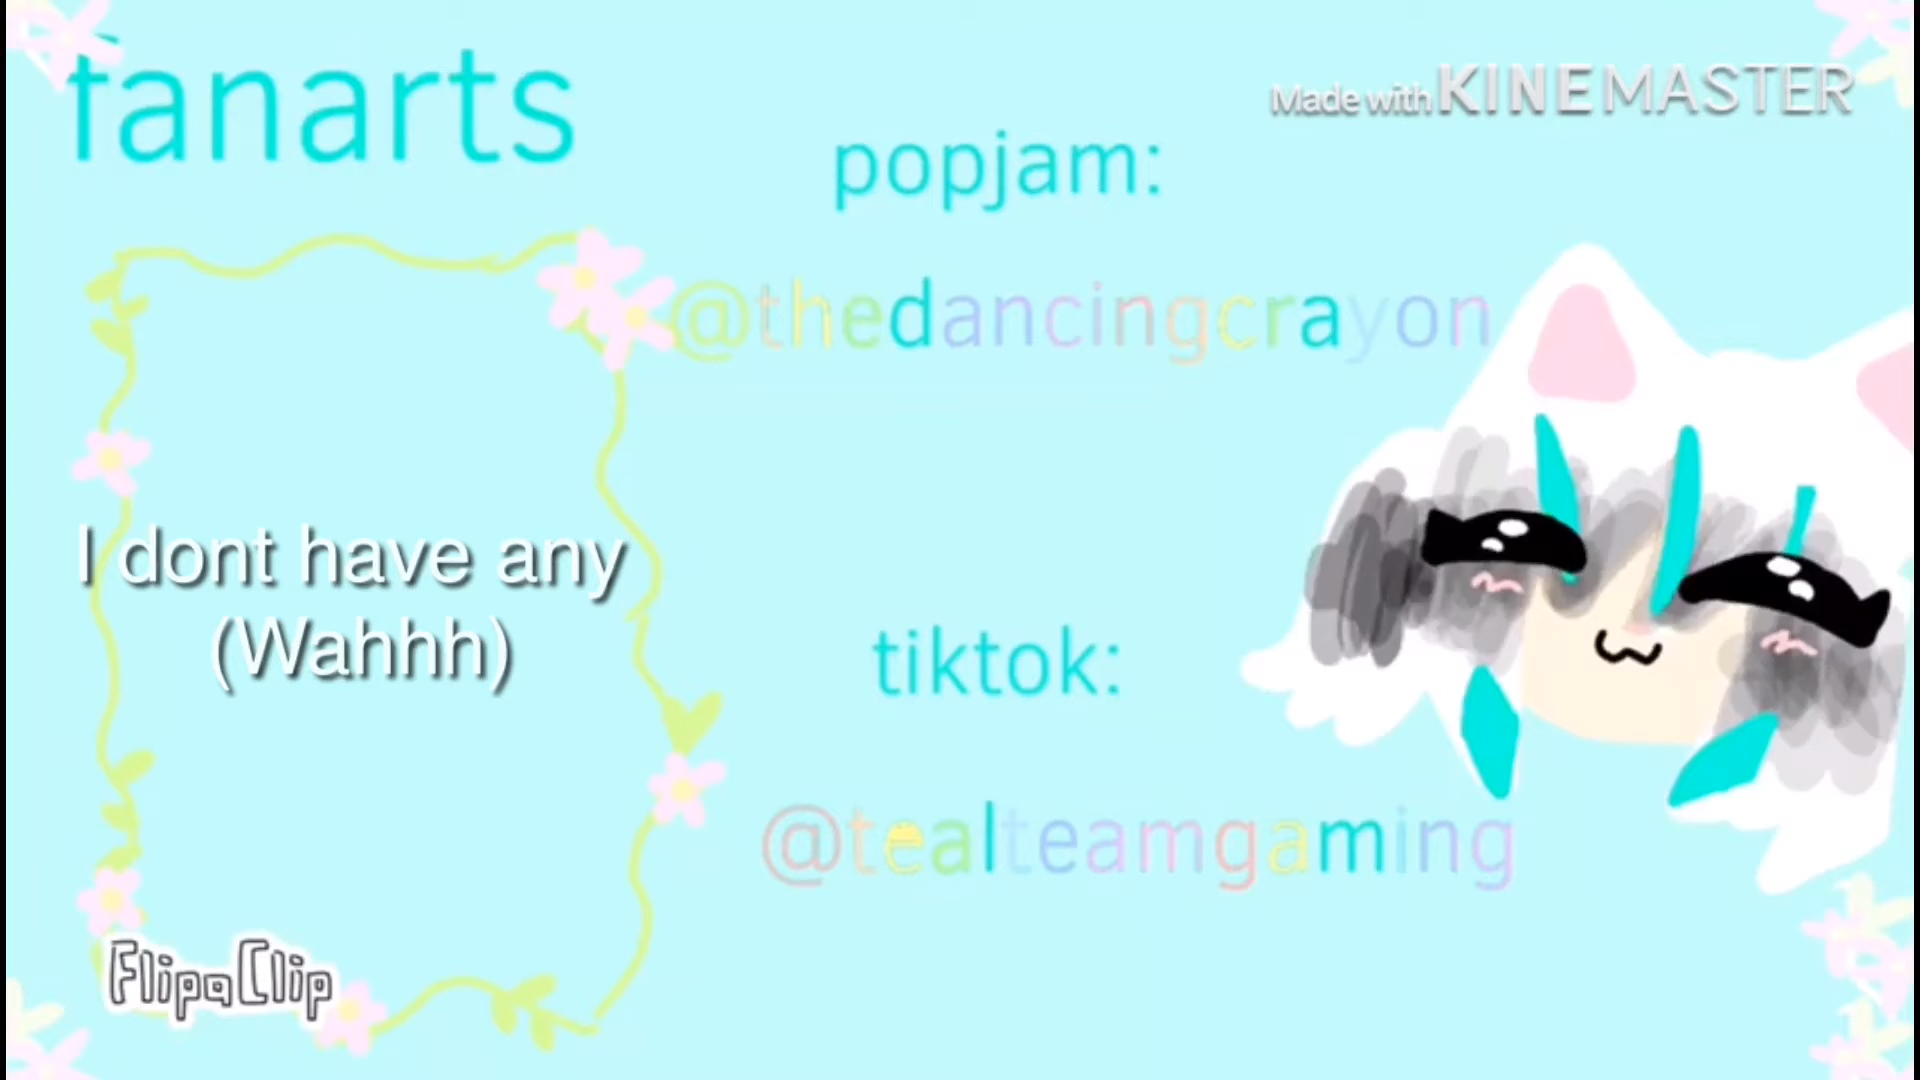 fanarts
Made with KINEMASTER
popjam:
@thedancingcrayon
I dont have any
(Wahhh)
tiktok:
@tealteamgaming
FlipaClip